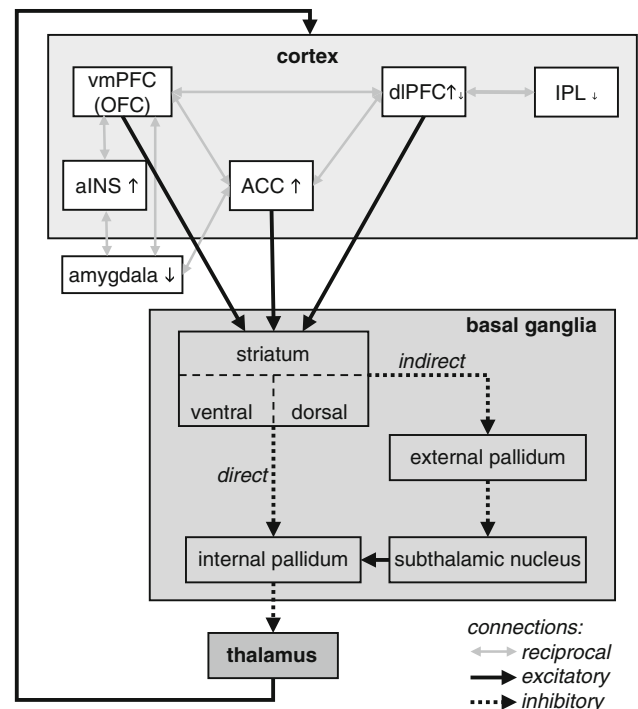 cortex
vmPFC
(OFC)
dlPFC↑↓
IPL ↓
aINS ↑
ACC ↑
amygdala ↓
basal ganglia
striatum
indirect
ventral
dorsal
external pallidum
direct
internal pallidum
subthalamic nucleus
thalamus
connections:
reciprocal
excitatory
inhibitory